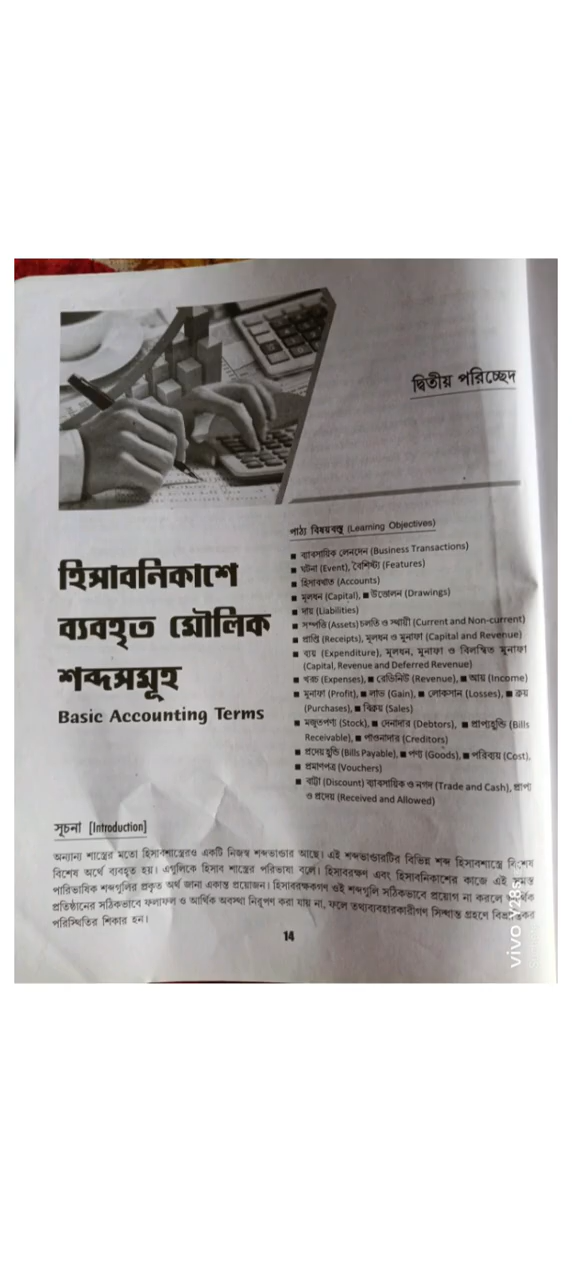 দ্বিতীয় পরিচ্ছেদ
হিসাবনিকাশে
ব্যবহৃত মৌলিক
শব্দসমূহ
Basic Accounting Terms
পাঠ্য বিষয়বস্তু (Learning Objectives)
■ ব্যাবসায়িক লেনদেন (Business Transactions)
■ ঘটনা (Event), বৈশিষ্ট্য (Features)
■ হিসাবখাত (Accounts)
■ মূলধন (Capital), ■ উত্তোলন (Drawings)
■ দায় (Liabilities)
■ সম্পত্তি (Assets) চলতি ও স্থায়ী (Current and Non-current)
■ প্রাপ্তি (Receipts), মূলধন ও মুনাফা (Capital and Revenue)
■ ব্যয় (Expenditure), মূলধন, মুনাফা ও বিলম্বিত মুনাফা
(Capital, Revenue and Deferred Revenue)
■ খরচ (Expenses), ■ রেভিনিউ (Revenue), ■ আয় (Income)
■ মুনাফা (Profit), ■ লাভ (Gain), ■ লোকসান (Losses), ■ ক্রয়
(Purchases), ■ বিক্রয় (Sales)
■ মজুতপণ্য (Stock), ■ দেনাদার (Debtors), ■ প্রাপ্যহুন্ডি (Bills
Receivable), ■ পাওনাদার (Creditors)
■ প্রদেয় হুন্ডি (Bills Payable), ■ পণ্য (Goods), ■ পরিব্যয় (Cost),
■ প্রমাণপত্র (Vouchers)
■ বাট্টা (Discount) ব্যাবসায়িক ও নগদ (Trade and Cash), প্রাপ্য
ও প্রদেয় (Received and Allowed)
সূচনা [Introduction]
অন্যান্য শাস্ত্রের মতো হিসাবশাস্ত্রেরও একটি নিজস্ব শব্দভান্ডার আছে। এই শব্দভান্ডারটির বিভিন্ন শব্দ হিসাবশাস্ত্রে বিশেষ
বিশেষ অর্থে ব্যবহৃত হয়। এগুলিকে হিসাব শাস্ত্রের পরিভাষা বলে। হিসাবরক্ষণ এবং হিসাবনিকাশের কাজে এই সমস্ত
পারিভাষিক শব্দগুলির প্রকৃত অর্থ জানা একান্ত প্রয়োজন। হিসাবরক্ষকগণ ওই শব্দগুলি সঠিকভাবে প্রয়োগ না করলে
প্রতিষ্ঠানের সঠিকভাবে ফলাফল ও আর্থিক অবস্থা নিরূপণ করা যায় না, ফলে তথ্যব্যবহারকারীগণ সিদ্ধান্ত গ্রহণে
পরিস্থিতির শিকার হন।
14
vivo V28s